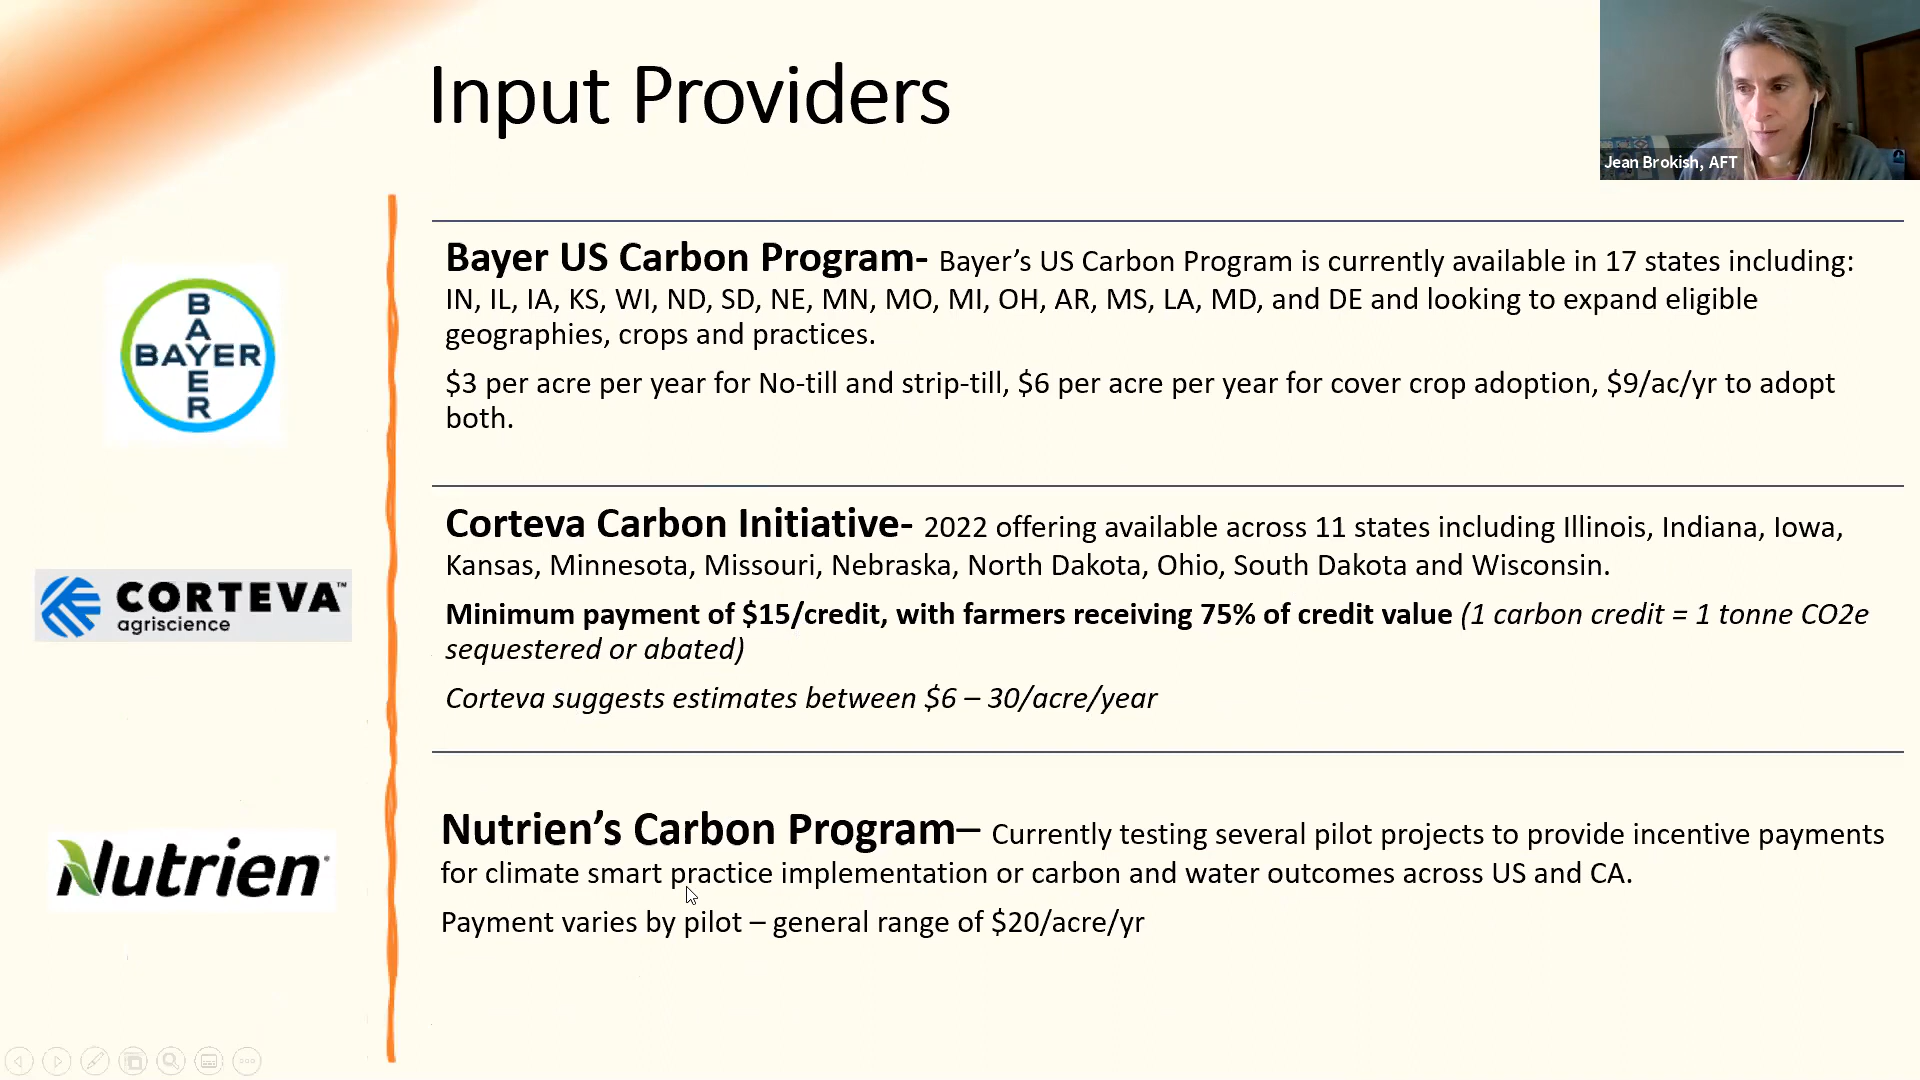 Input Providers
Jean Brokish, AFT
BAYER
BAYER
Bayer US Carbon Program- Bayer’s US Carbon Program is currently available in 17 states including:
IN, IL, IA, KS, WI, ND, SD, NE, MN, MO, MI, OH, AR, MS, LA, MD, and DE and looking to expand eligible
geographies, crops and practices.
$3 per acre per year for No-till and strip-till, $6 per acre per year for cover crop adoption, $9/ac/yr to adopt
both.
CORTEVA™
agriscience
Corteva Carbon Initiative- 2022 offering available across 11 states including Illinois, Indiana, Iowa,
Kansas, Minnesota, Missouri, Nebraska, North Dakota, Ohio, South Dakota and Wisconsin.
Minimum payment of $15/credit, with farmers receiving 75% of credit value (1 carbon credit = 1 tonne CO2e
sequestered or abated)
Corteva suggests estimates between $6 – 30/acre/year
Nutrien
Nutrien’s Carbon Program– Currently testing several pilot projects to provide incentive payments
for climate smart practice implementation or carbon and water outcomes across US and CA.
Payment varies by pilot – general range of $20/acre/yr